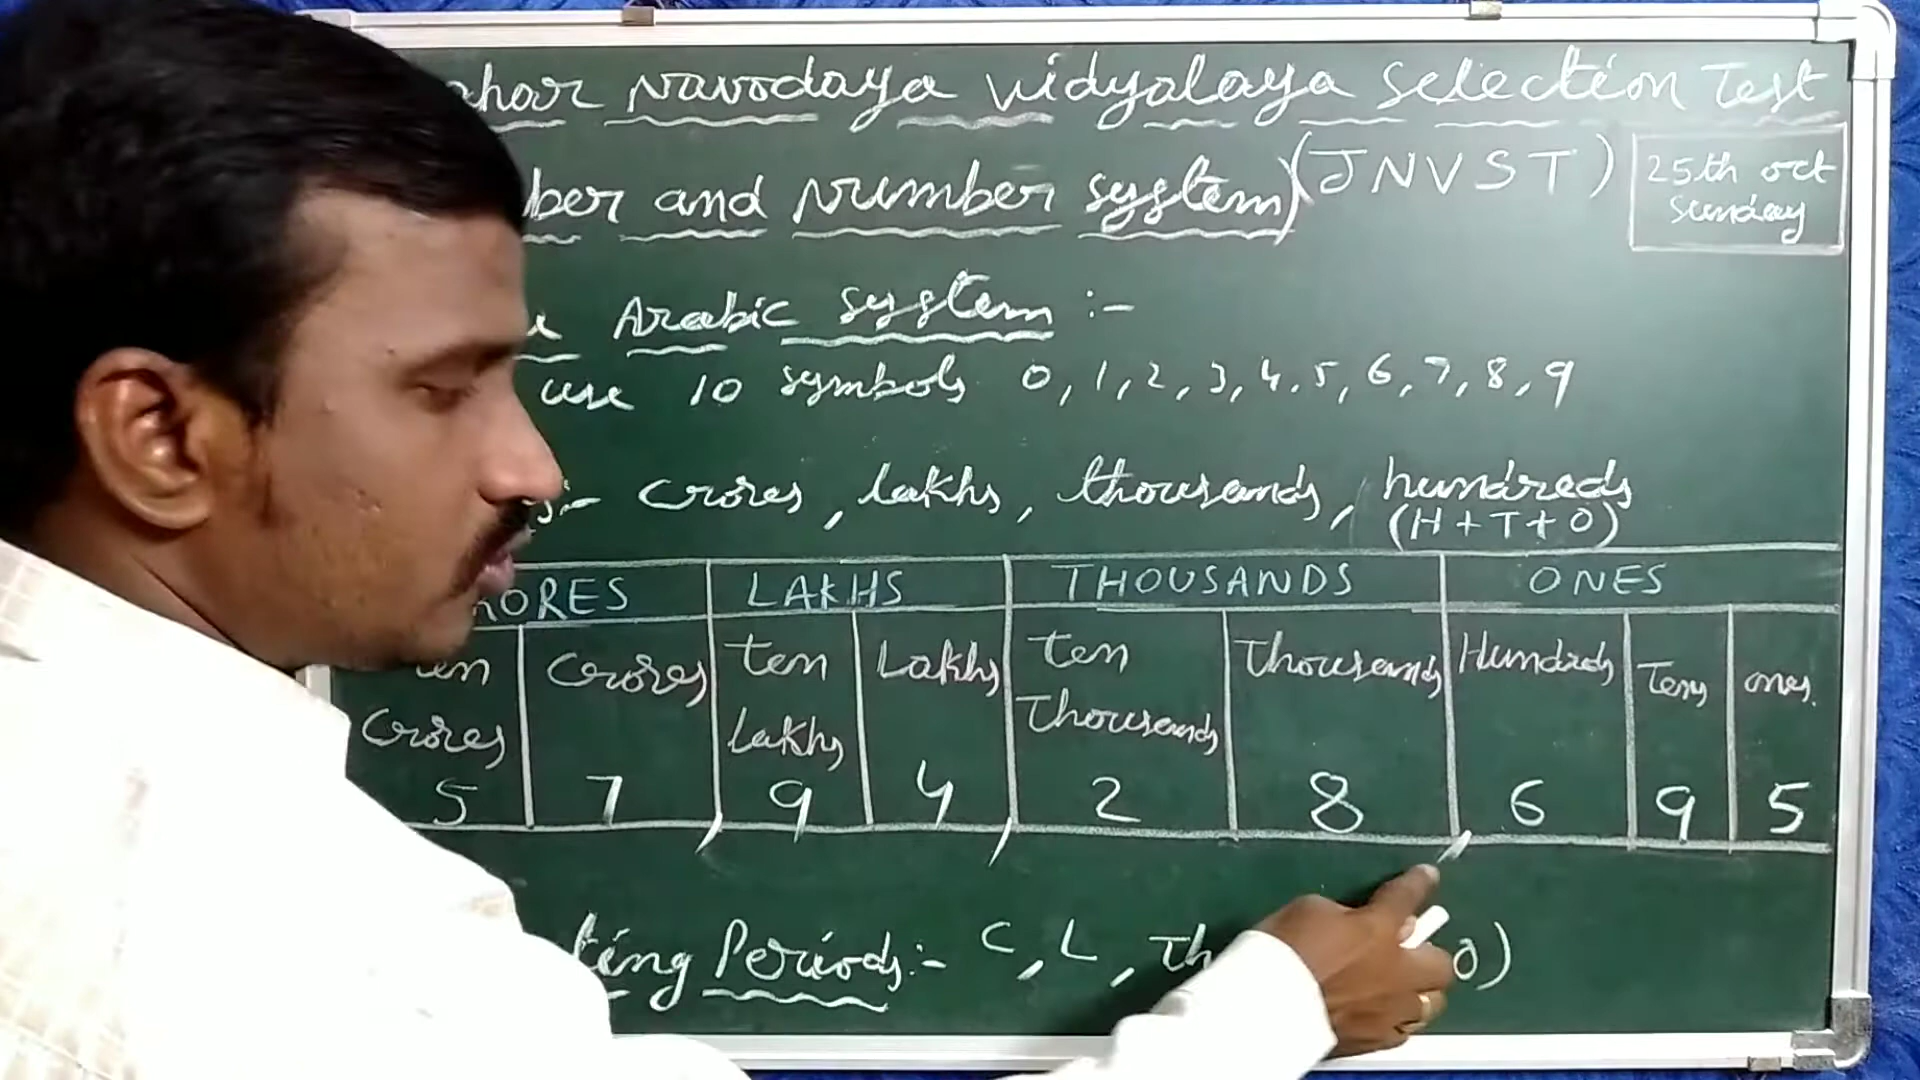 ahar Navodaya vidyalaya selection Test
ber and Number system) (JNVST)
25th oct
sunday
Arabic system :-
use 10 symbols 0, 1, 2, 3, 4, 5, 6, 7, 8, 9
s:- crores, lakhs, thousands, hundreds
(H+T+O)
RORES LAKHS THOUSANDS ONES
ten crores crores ten lakhs Lakhs ten Thousands Thousands Hundreds Tens ones.
5 7, 9 4, 2 8, 6 9 5
ting Periods:- C, L, Th O)